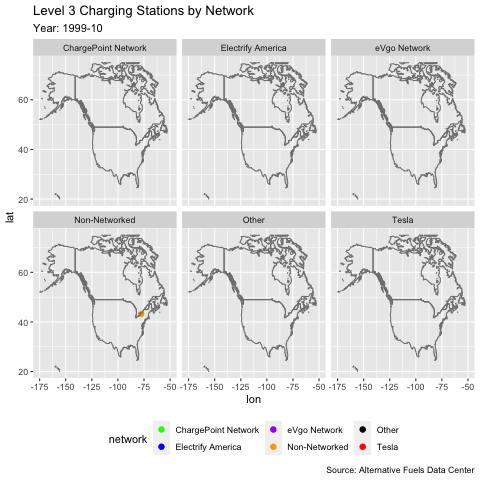 Level 3 Charging Stations by Network
Year: 1999-10
ChargePoint Network Electrify America eVgo Network
60
40
20
Non-Networked Other Tesla
60
40
20
-175 -150 -125 -100 -75 -50 -175 -150 -125 -100 -75 -50 -175 -150 -125 -100 -75 -50
lat
lon
network
ChargePoint Network eVgo Network Other
Electrify America Non-Networked Tesla
Source: Alternative Fuels Data Center